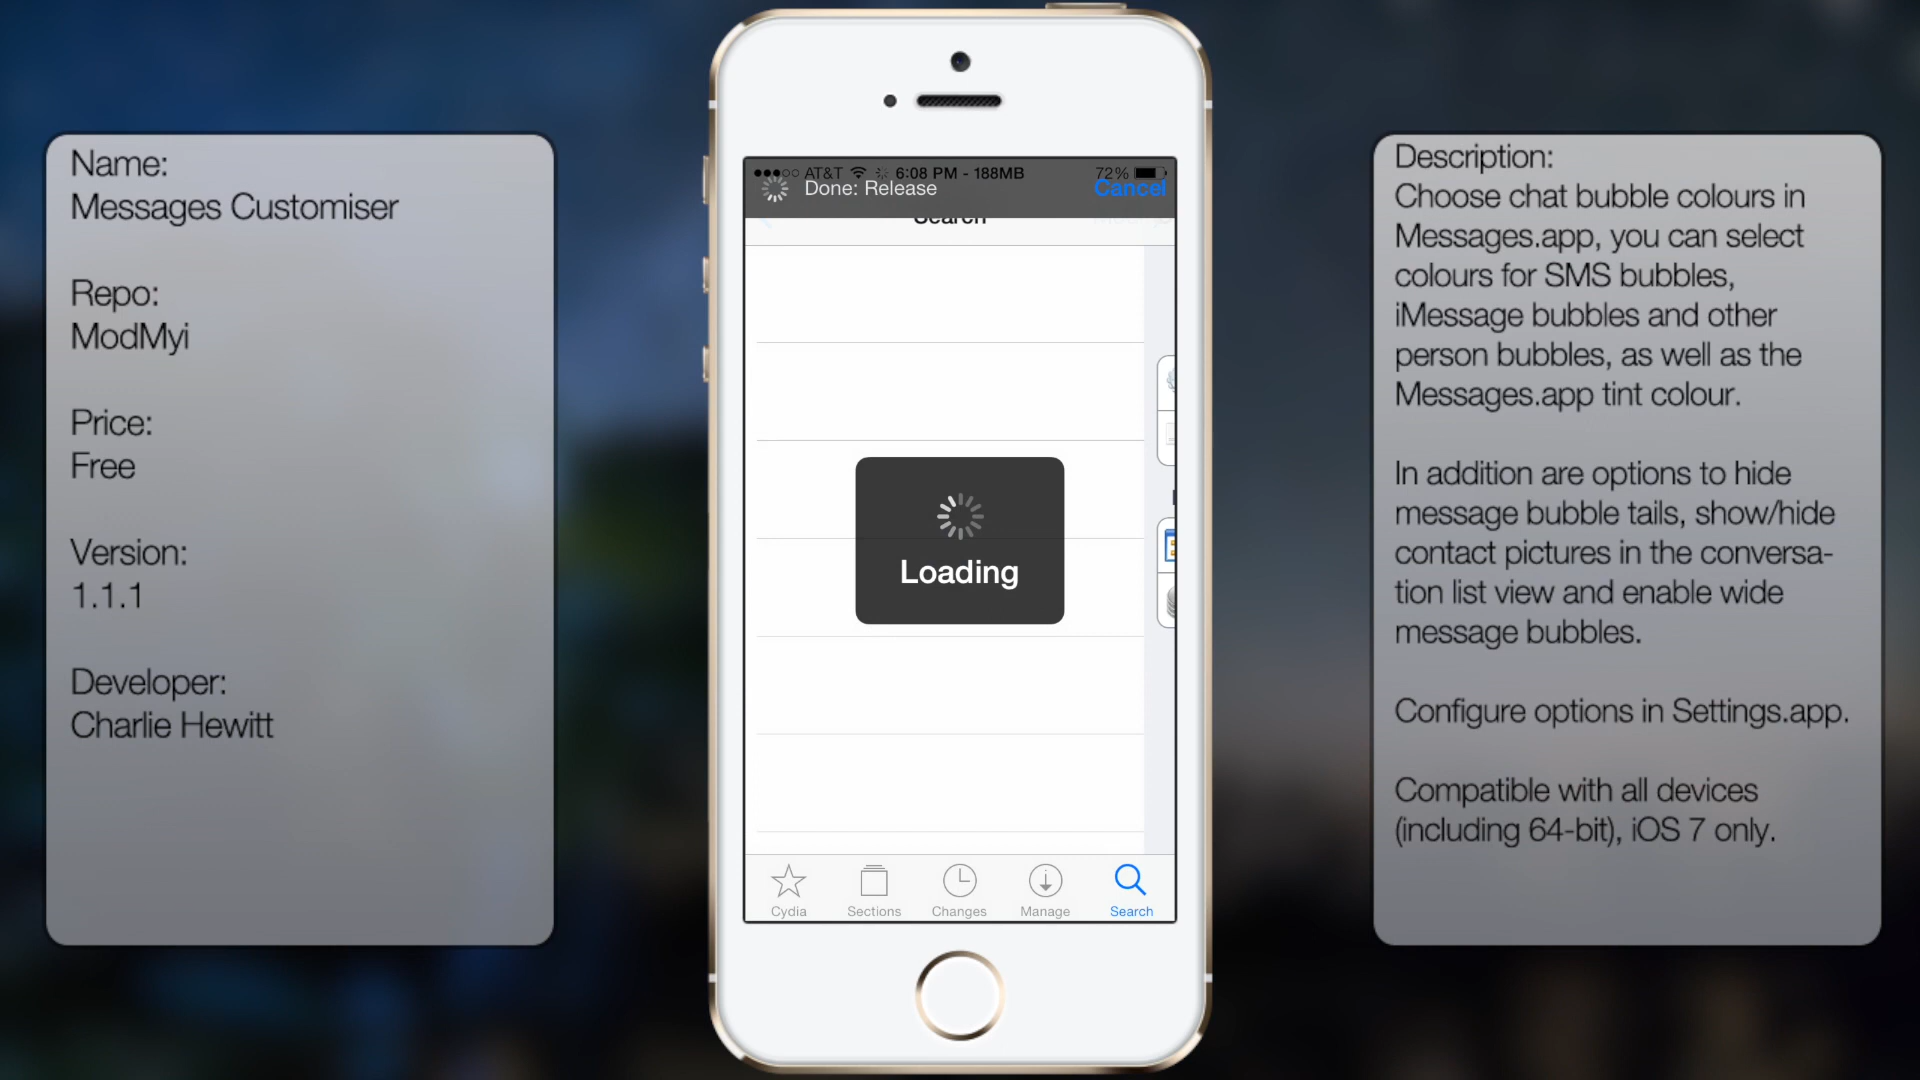 Name:
Messages Customiser
Repo:
ModMyi
Price:
Free
Version:
1.1.1
Developer:
Charlie Hewitt
AT&T 6:08 PM - 188MB 72%
Done: Release Cancel
Search
Loading
Cydia Sections Changes Manage Search
Description:
Choose chat bubble colours in
Messages.app, you can select
colours for SMS bubbles,
iMessage bubbles and other
person bubbles, as well as the
Messages.app tint colour.
In addition are options to hide
message bubble tails, show/hide
contact pictures in the conversa-
tion list view and enable wide
message bubbles.
Configure options in Settings.app.
Compatible with all devices
(including 64-bit), iOS 7 only.